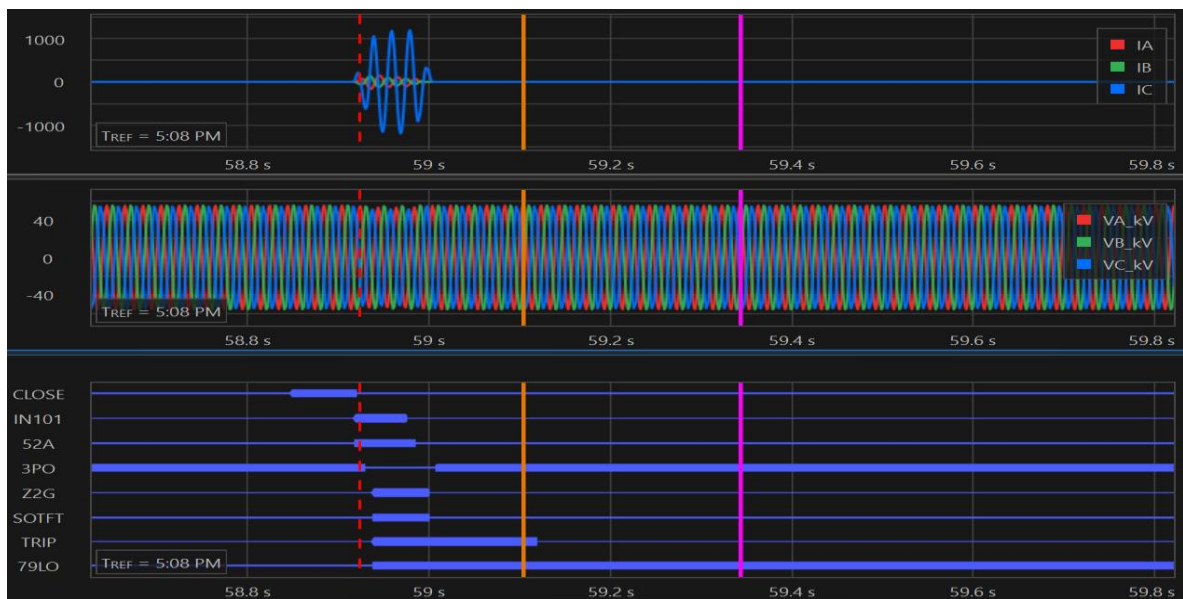 1000
0
-1000
IA
IB
IC
TREF = 5:08 PM
58.8 s 59 s 59.2 s 59.4 s 59.6 s 59.8 s
40
0
-40
VA_kV
VB_kV
VC_kV
TREF = 5:08 PM
58.8 s 59 s 59.2 s 59.4 s 59.6 s 59.8 s
CLOSE
IN101
52A
3PO
Z2G
SOTFT
TRIP
79LO
TREF = 5:08 PM
58.8 s 59 s 59.2 s 59.4 s 59.6 s 59.8 s